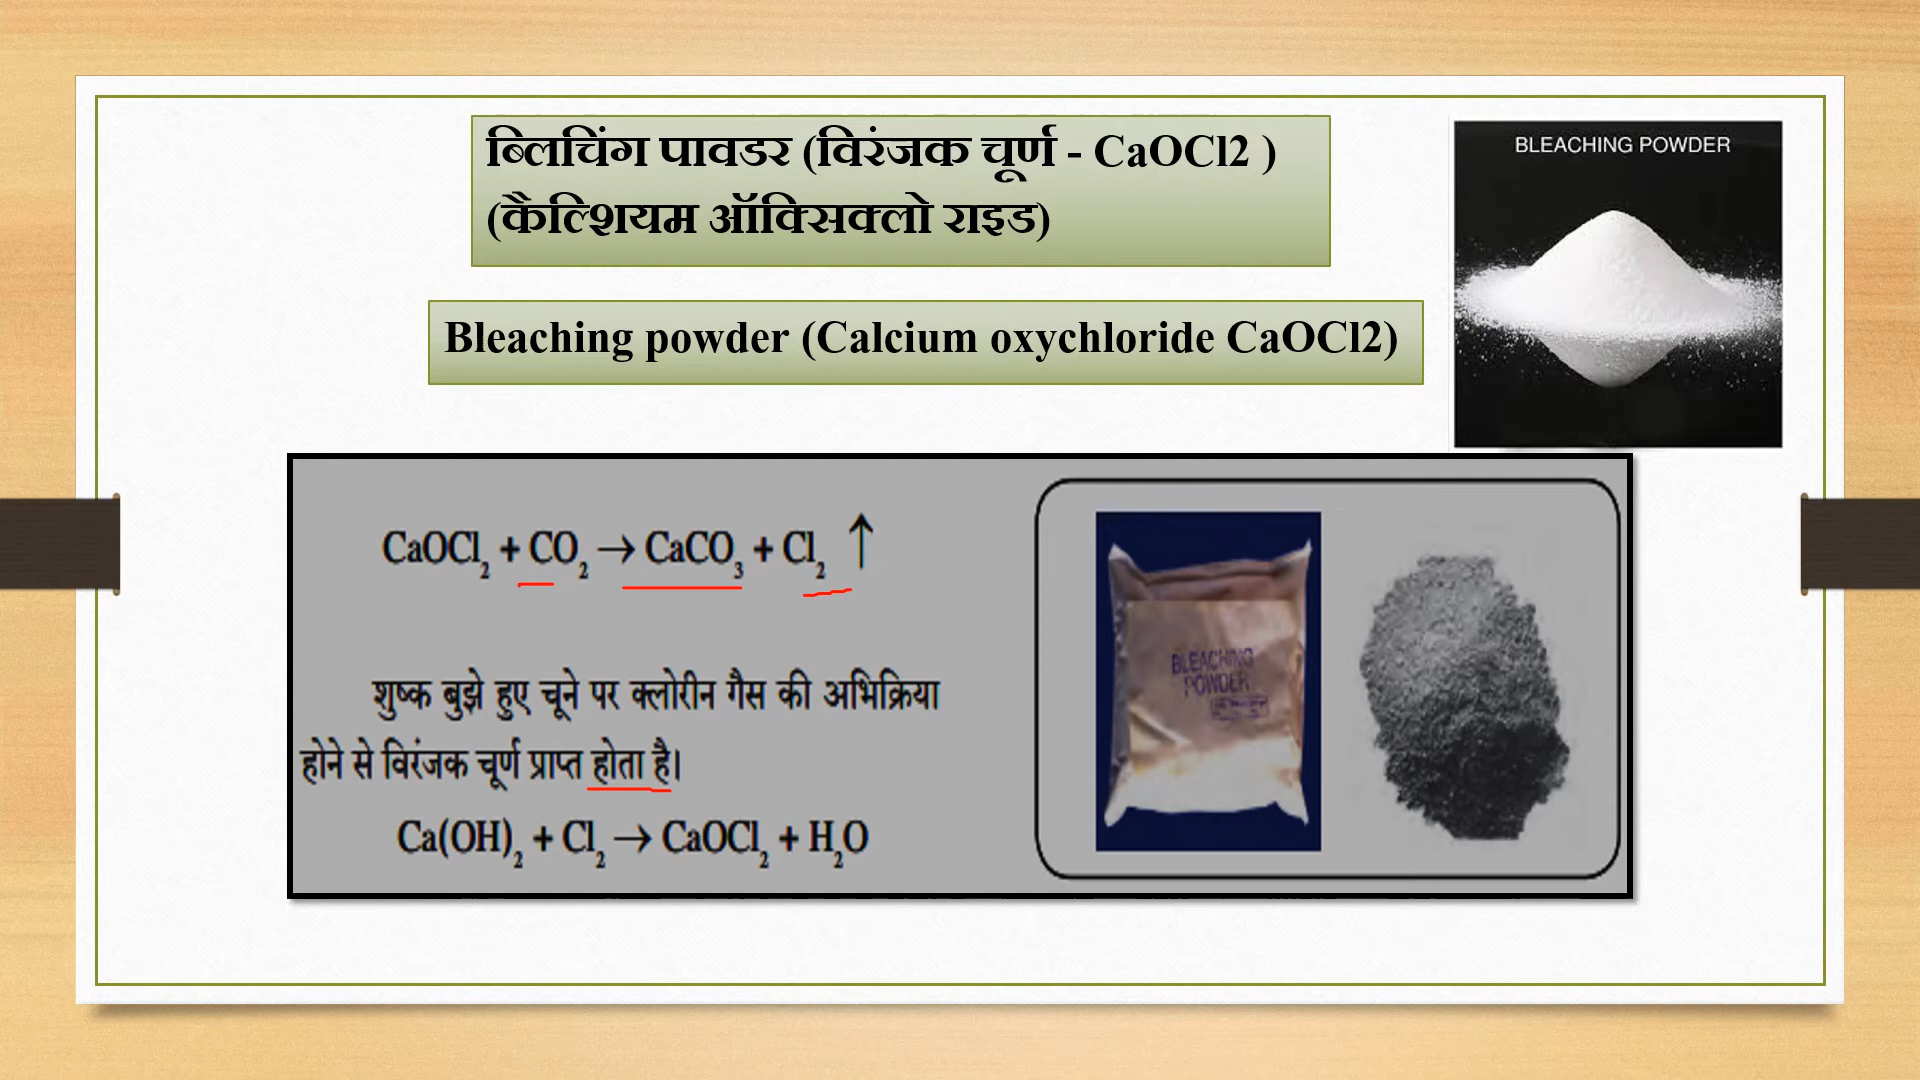 ब्लिचिंग पावडर (विरंजक चूर्ण - CaOCl2 )
(कैल्शियम ऑक्सिक्लो राइड)
BLEACHING POWDER
Bleaching powder (Calcium oxychloride CaOCl2)
CaOCl₂ + CO₂ → CaCO₃ + Cl₂ ↑
शुष्क बुझे हुए चूने पर क्लोरीन गैस की अभिक्रिया
होने से विरंजक चूर्ण प्राप्त होता है।
Ca(OH)₂ + Cl₂ → CaOCl₂ + H₂O
BLEACHING
POWDER